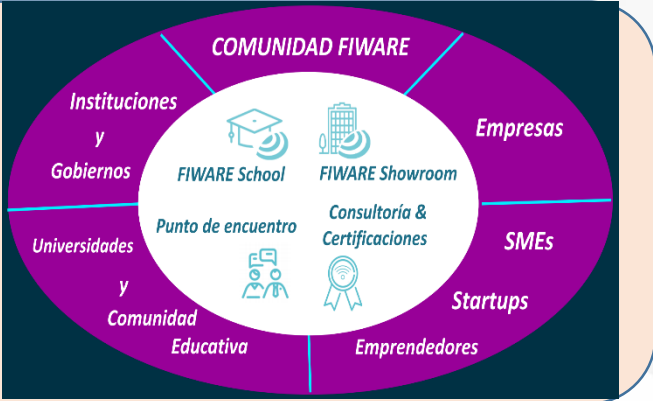 COMUNIDAD FIWARE
Instituciones
y
Gobiernos
Empresas
FIWARE School
FIWARE Showroom
Punto de encuentro
Consultoría &
Certificaciones
Universidades
y
Comunidad
Educativa
SMEs
Startups
Emprendedores